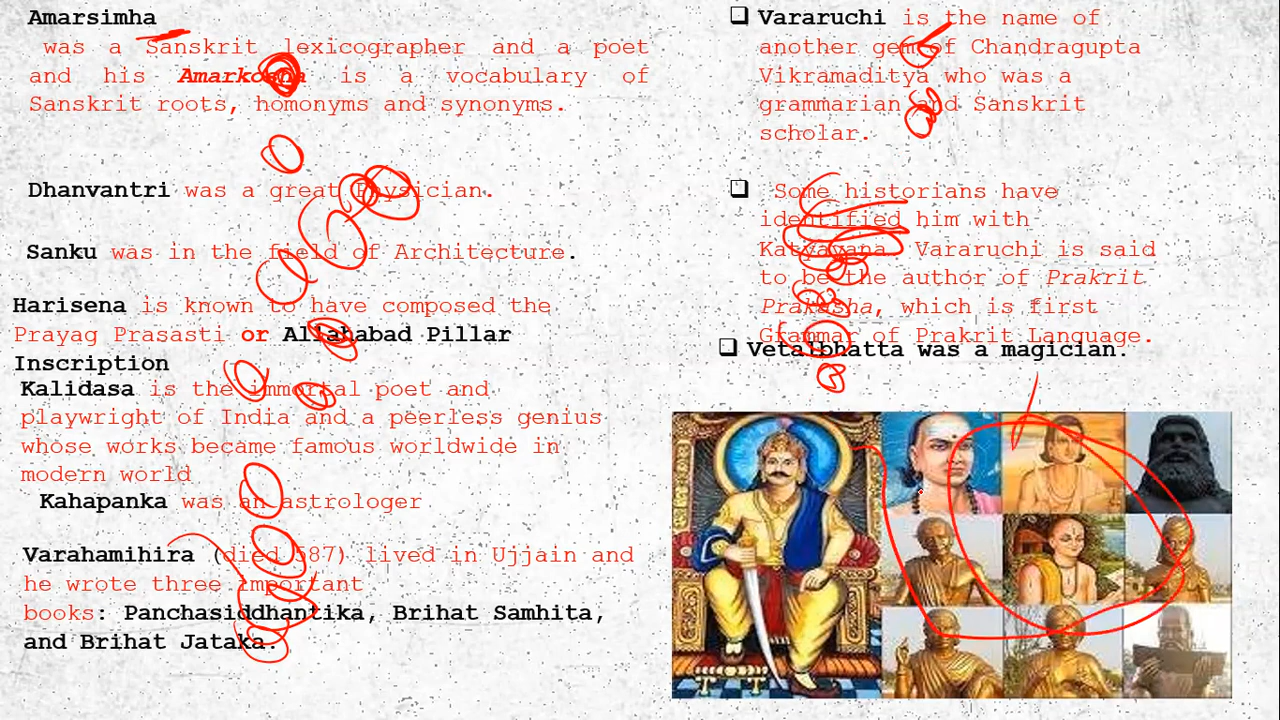 Amarsimha
was a Sanskrit lexicographer and a poet
and his Amarkosha is a vocabulary of
Sanskrit roots, homonyms and synonyms.
Dhanvantri was a great Physician.
Sanku was in the field of Architecture.
Harisena is known to have composed the
Prayag Prasasti or Allahabad Pillar
Inscription
Kalidasa is the immortal poet and
playwright of India and a peerless genius
whose works became famous worldwide in
modern world
Kahapanka was an astrologer
Varahamihira (died 587) lived in Ujjain and
he wrote three important
books: Panchasiddhantika, Brihat Samhita,
and Brihat Jataka.
❑ Vararuchi is the name of
another gem of Chandragupta
Vikramaditya who was a
grammarian and Sanskrit
scholar.
❑ Some historians have
identified him with
Katyayana. Vararuchi is said
to be the author of Prakrit
Prakasha, which is first
Grammar of Prakrit Language.
❑ Vetalbhatta was a magician.